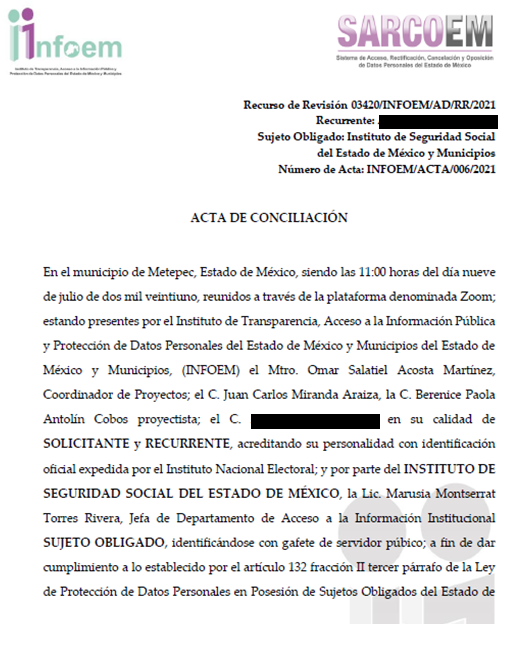 infoem
Instituto de Transparencia, Acceso a la Información Pública y
Protección de Datos Personales del Estado de México y Municipios
SARCOEM
Sistema de Acceso, Rectificación, Cancelación y Oposición
de Datos Personales del Estado de México
Recurso de Revisión 03420/INFOEM/AD/RR/2021
Recurrente:
Sujeto Obligado: Instituto de Seguridad Social
del Estado de México y Municipios
Número de Acta: INFOEM/ACTA/006/2021
ACTA DE CONCILIACIÓN
En el municipio de Metepec, Estado de México, siendo las 11:00 horas del día nueve
de julio de dos mil veintiuno, reunidos a través de la plataforma denominada Zoom;
estando presentes por el Instituto de Transparencia, Acceso a la Información Pública
y Protección de Datos Personales del Estado de México y Municipios del Estado de
México y Municipios, (INFOEM) el Mtro. Omar Salatiel Acosta Martínez,
Coordinador de Proyectos; el C. Juan Carlos Miranda Araiza, la C. Berenice Paola
Antolín Cobos proyectista; el C. en su calidad de
SOLICITANTE y RECURRENTE, acreditando su personalidad con identificación
oficial expedida por el Instituto Nacional Electoral; y por parte del INSTITUTO DE
SEGURIDAD SOCIAL DEL ESTADO DE MÉXICO, la Lic. Marusia Montserrat
Torres Rivera, Jefa de Departamento de Acceso a la Información Institucional
SUJETO OBLIGADO, identificándose con gafete de servidor púbico; a fin de dar
cumplimiento a lo establecido por el artículo 132 fracción II tercer párrafo de la Ley
de Protección de Datos Personales en Posesión de Sujetos Obligados del Estado de